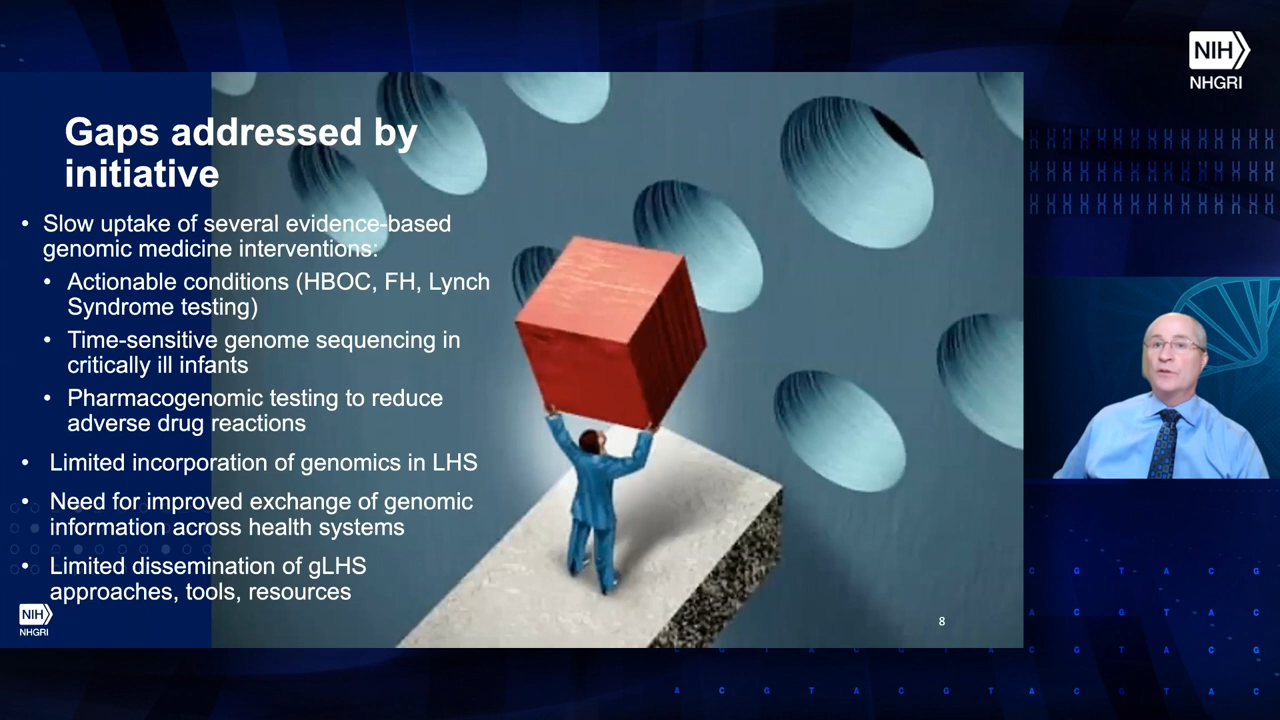 NIH
NHGRI
Gaps addressed by
initiative
• Slow uptake of several evidence-based
genomic medicine interventions:
• Actionable conditions (HBOC, FH, Lynch
Syndrome testing)
• Time-sensitive genome sequencing in
critically ill infants
• Pharmacogenomic testing to reduce
adverse drug reactions
• Limited incorporation of genomics in LHS
• Need for improved exchange of genomic
information across health systems
• Limited dissemination of gLHS
approaches, tools, resources
NIH
NHGRI
8
C G T A C G
A C G T A C
G T A C G T A C G
A C G T A C G T A C G T A C